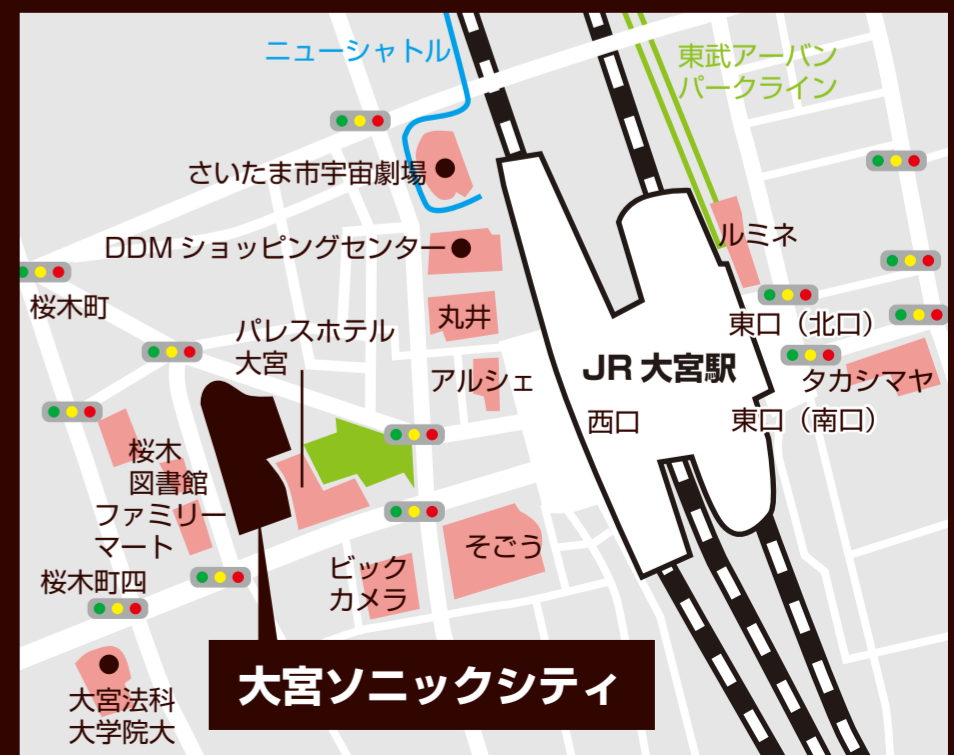 ニューシャトル
東武アーバン
パークライン
さいたま市宇宙劇場
DDM ショッピングセンター
ルミネ
桜木町
丸井
東口（北口）
パレスホテル
大宮
アルシェ
JR 大宮駅
タカシマヤ
西口
東口（南口）
桜木
図書館
ファミリー
マート
そごう
ビック
カメラ
桜木町四
大宮ソニックシティ
大宮法科
大学院大